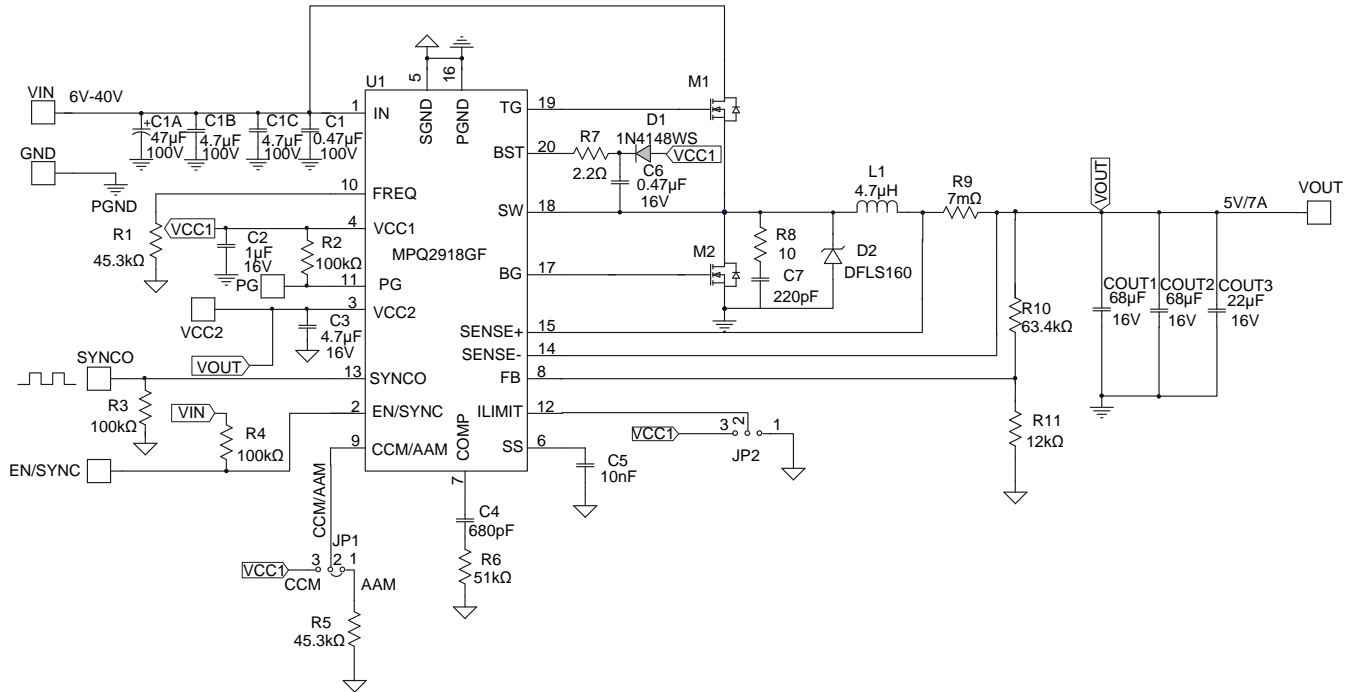 U1
MPQ2918GF
VIN
6V-40V
GND
PGND
+C1A
47µF
100V
C1B
4.7µF
100V
C1C
4.7µF
100V
C1
0.47µF
100V
5
16
SGND
PGND
1
IN
10
FREQ
4
VCC1
11
PG
3
VCC2
13
SYNCO
2
EN/SYNC
9
CCM/AAM
7
COMP
TG
19
BST
20
SW
18
BG
17
SENSE+
15
SENSE-
14
FB
8
ILIMIT
12
SS
6
R1
45.3kΩ
VCC1
C2
1µF
16V
R2
100kΩ
PG
VCC2
C3
4.7µF
16V
VOUT
SYNCO
R3
100kΩ
VIN
R4
100kΩ
EN/SYNC
CCM/AAM
JP1
VCC1
3
2
1
CCM
AAM
R5
45.3kΩ
C4
680pF
R6
51kΩ
M1
R7
2.2Ω
D1
1N4148WS
VCC1
C6
0.47µF
16V
M2
R8
10
C7
220pF
D2
DFLS160
L1
4.7µH
R9
7mΩ
R10
63.4kΩ
R11
12kΩ
C5
10nF
VCC1
3
2
1
JP2
VOUT
5V/7A
VOUT
COUT1
68µF
16V
COUT2
68µF
16V
COUT3
22µF
16V